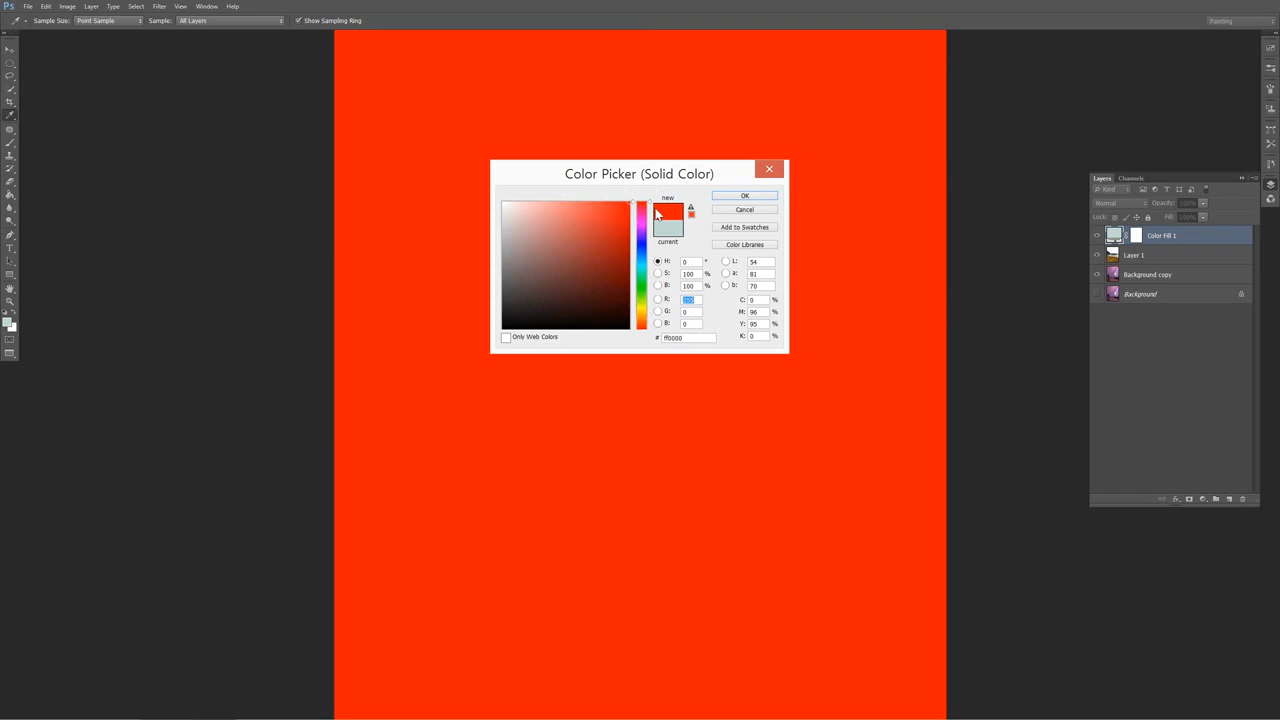 Ps File Edit Image Layer Type Select Filter View Window Help
Sample Size: Point Sample Sample: All Layers Show Sampling Ring Painting
Color Picker (Solid Color)
new
current
OK
Cancel
Add to Swatches
Color Libraries
H: 0 ° L: 54
S: 100 % a: 81
B: 100 % b: 70
R: 255 C: 0 %
G: 0 M: 96 %
B: 0 Y: 95 %
# ff0000 K: 0 %
Only Web Colors
Layers Channels
Kind
Normal Opacity: 100%
Lock: Fill: 100%
Color Fill 1
Layer 1
Background copy
Background
fx